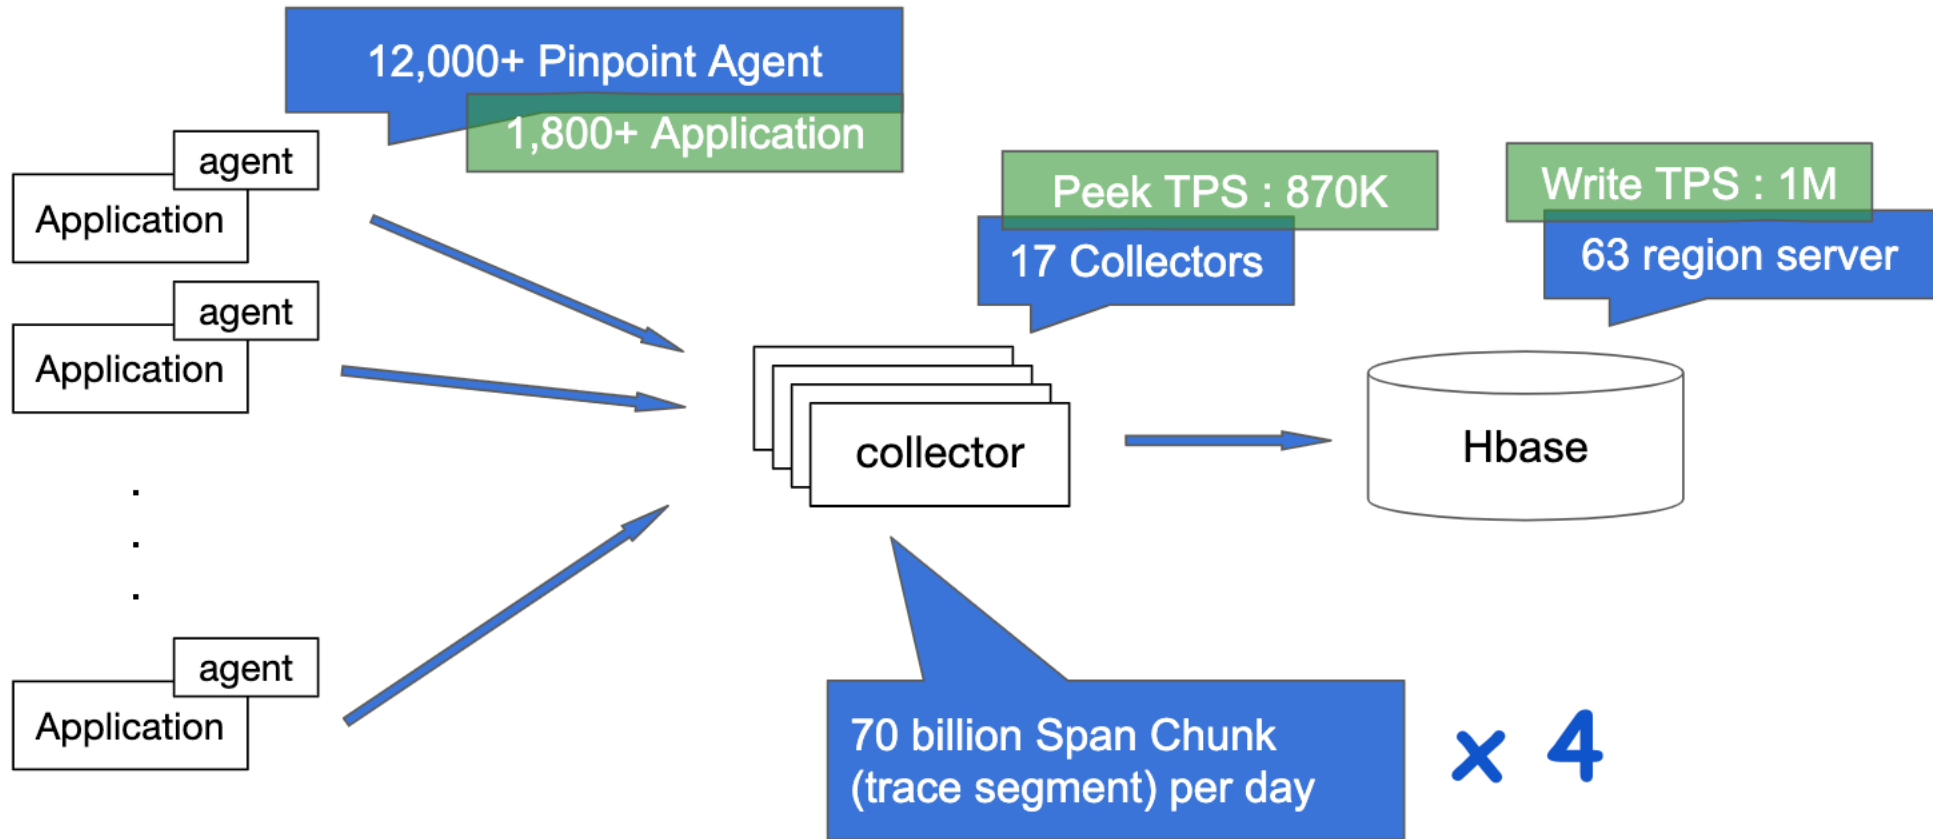 12,000+ Pinpoint Agent
1,800+ Application
agent
Application
agent
Application
.
.
.
agent
Application
Peek TPS : 870K
17 Collectors
collector
Write TPS : 1M
63 region server
Hbase
70 billion Span Chunk
(trace segment) per day
x 4